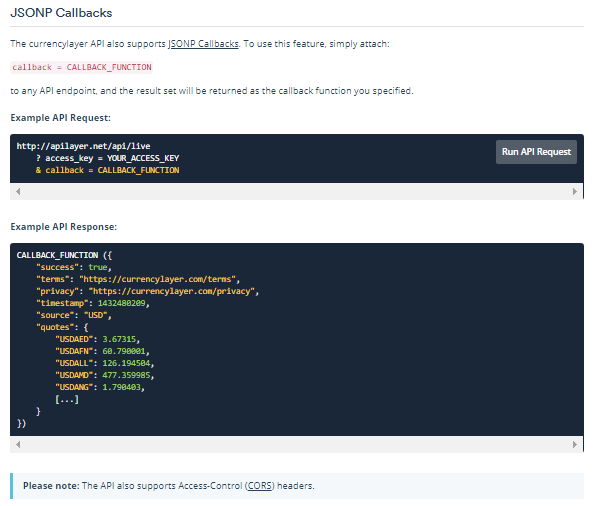 JSONP Callbacks
The currencylayer API also supports JSONP Callbacks. To use this feature, simply attach:
callback = CALLBACK_FUNCTION
to any API endpoint, and the result set will be returned as the callback function you specified.
Example API Request:
http://apilayer.net/api/live
? access_key = YOUR_ACCESS_KEY
& callback = CALLBACK_FUNCTION
Run API Request
Example API Response:
CALLBACK_FUNCTION ({
"success": true,
"terms": "https://currencylayer.com/terms",
"privacy": "https://currencylayer.com/privacy",
"timestamp": 1432480209,
"source": "USD",
"quotes": {
"USDAED": 3.67315,
"USDAFN": 60.790001,
"USDALL": 126.194504,
"USDAMD": 477.359985,
"USDANG": 1.790403,
[...]
}
})
Please note: The API also supports Access-Control (CORS) headers.